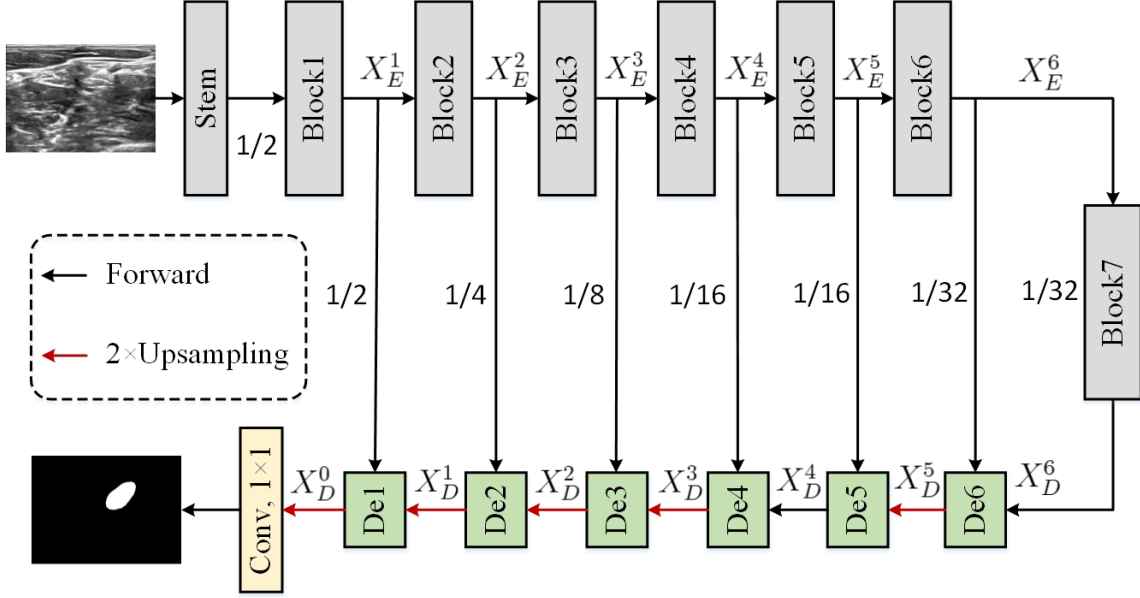 Stem
1/2
Block1
X_E^1
Block2
X_E^2
Block3
X_E^3
Block4
X_E^4
Block5
X_E^5
Block6
X_E^6
Forward
2×Upsampling
1/2
1/4
1/8
1/16
1/16
1/32
1/32
Block7
Conv, 1×1
X_D^0
De1
X_D^1
De2
X_D^2
De3
X_D^3
De4
X_D^4
De5
X_D^5
De6
X_D^6